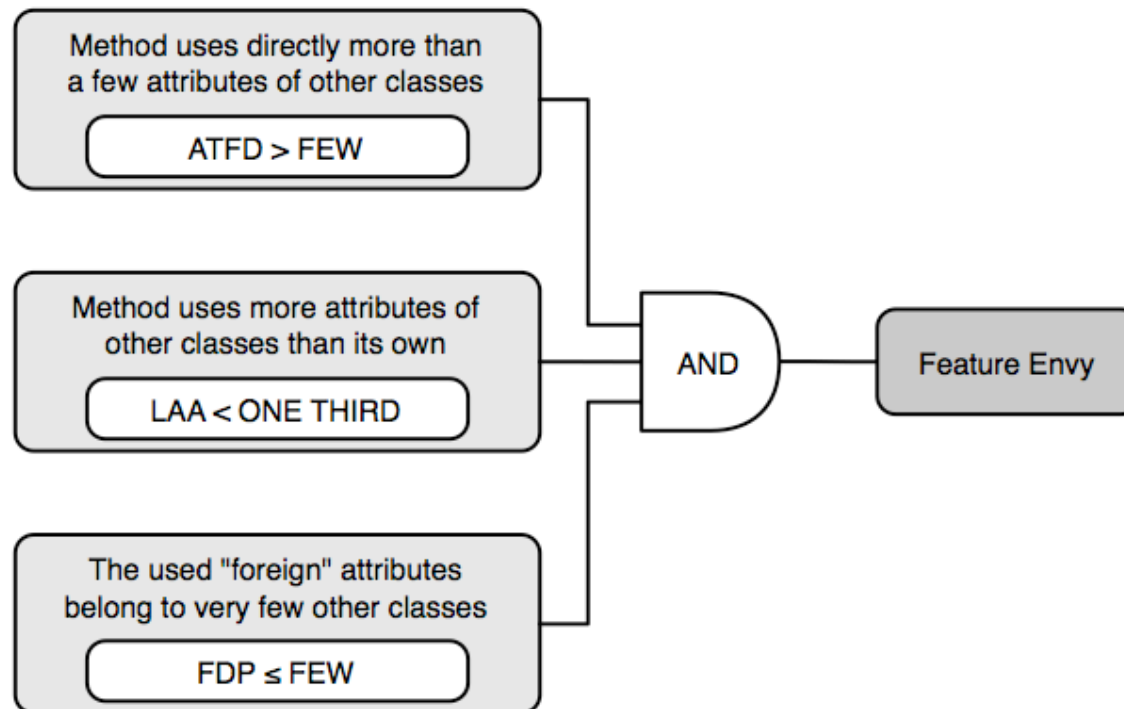 Method uses directly more than
a few attributes of other classes
ATFD > FEW
Method uses more attributes of
other classes than its own
LAA < ONE THIRD
AND
Feature Envy
The used "foreign" attributes
belong to very few other classes
FDP ≤ FEW